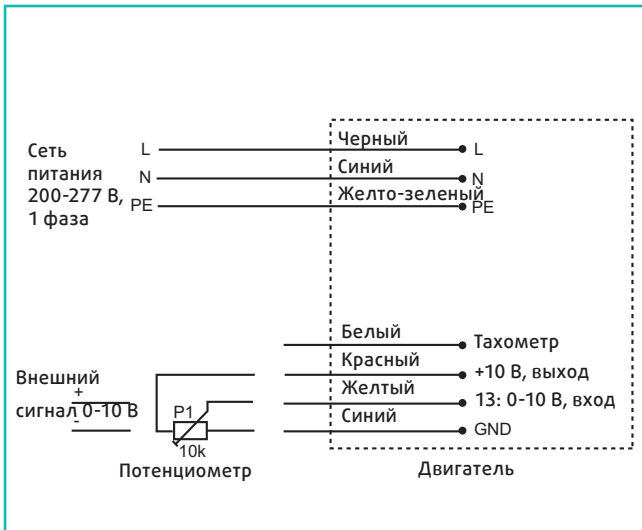 Сеть
питания
200-277 В,
1 фаза
L
N
PE
Черный
Синий
Желто-зеленый
L
N
PE
Внешний
+
сигнал 0-10 В
-
P1
10k
Потенциометр
Белый
Красный
Желтый
Синий
Тахометр
+10 В, выход
13: 0-10 В, вход
GND
Двигатель